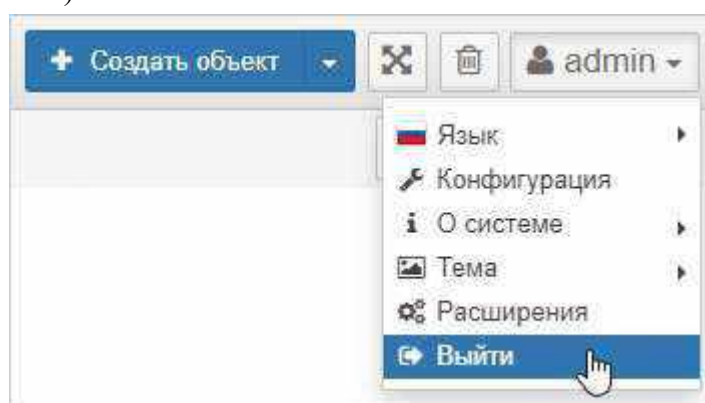 Создать объект admin
Язык
Конфигурация
О системе
Тема
Расширения
Выйти